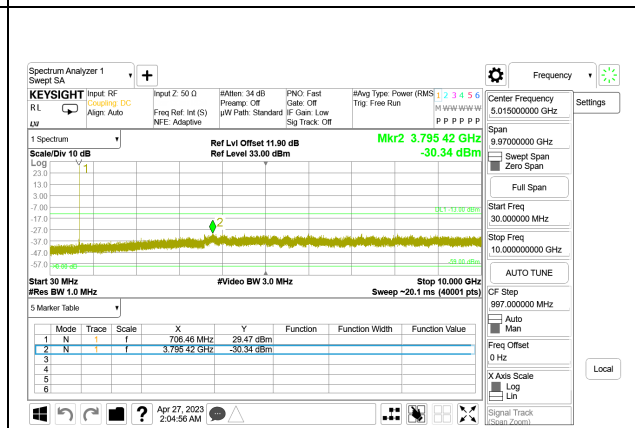 Spectrum Analyzer 1
Swept SA
+
Frequency
KEYSIGHT
RL
LXI
Input: RF
Coupling: DC
Align: Auto
Input Z: 50 Ω
Freq Ref: Int (S)
NFE: Adaptive
#Atten: 34 dB
Preamp: Off
µW Path: Standard
PNO: Fast
Gate: Off
IF Gain: Low
Sig Track: Off
#Avg Type: Power (RMS
Trig: Free Run
1 2 3 4 5 6
M W W W W W
P P P P P P
Center Frequency
5.015000000 GHz
Settings
1 Spectrum
Ref Lvl Offset 11.90 dB
Mkr2 3.795 42 GHz
Scale/Div 10 dB
Ref Level 33.00 dBm
-30.34 dBm
Log
23.0
13.0
3.00
-7.00
-17.0
-27.0
-37.0
-47.0
-57.0
1
2
DL1 -13.00 dBm
Start 30 MHz
#Video BW 3.0 MHz
Stop 10.000 GHz
#Res BW 1.0 MHz
Sweep ~20.1 ms (40001 pts)
Span
9.97000000 GHz
Swept Span
Zero Span
Full Span
Start Freq
30.000000 MHz
Stop Freq
10.00000000 GHz
AUTO TUNE
CF Step
997.000000 MHz
Auto
Man
Freq Offset
0 Hz
X Axis Scale
Log
Lin
Signal Track
(Span Zoom)
Local
5 Marker Table
Mode Trace Scale X Y Function Function Width Function Value
1 N 1 f 706.46 MHz 29.47 dBm
2 N 1 f 3.795 42 GHz -30.34 dBm
3
4
5
6
?
Apr 27, 2023
2:04:56 AM